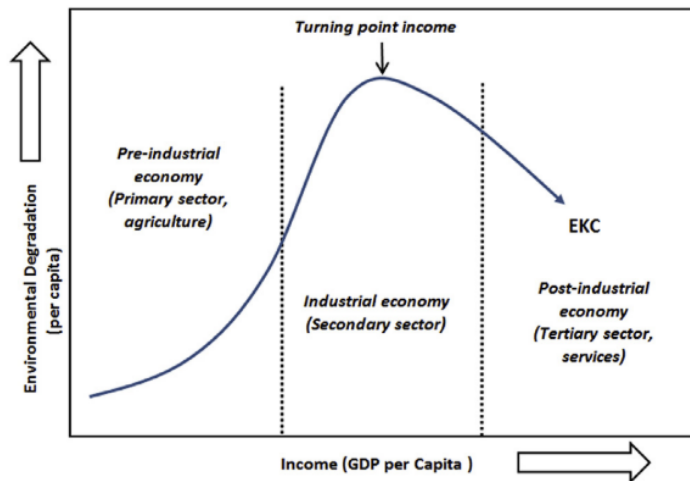 Turning point income
Pre-industrial
economy
(Primary sector,
agriculture)
EKC
Industrial economy
(Secondary sector)
Post-industrial
economy
(Tertiary sector,
services)
Environmental Degradation
(per capita)
Income (GDP per Capita )